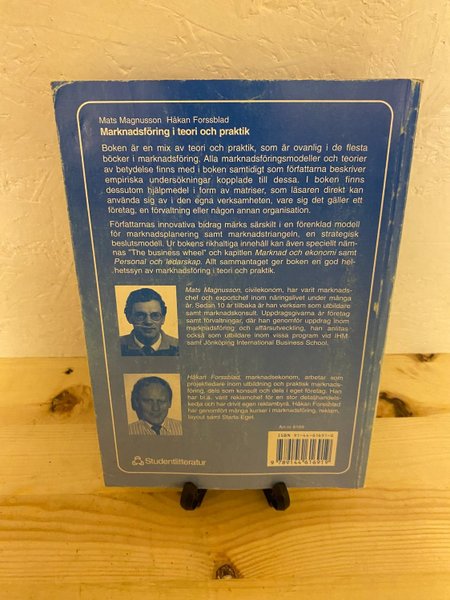 Mats Magnusson Håkan Forssblad
Marknadsföring i teori och praktik
Boken är en mix av teori och praktik, som är ovanlig i de flesta
böcker i marknadsföring. Alla marknadsföringsmodeller och teorier
av betydelse finns med i boken samtidigt som författarna beskriver
empiriska undersökningar kopplade till dessa. I boken finns
dessutom hjälpmedel i form av matriser, som läsaren direkt kan
använda sig av i den egna verksamheten, vare sig det gäller ett
företag, en förvaltning eller någon annan organisation.
Författarnas innovativa bidrag märks särskilt i en förenklad modell
för marknadsplanering samt marknadstriangeln, en strategisk
beslutsmodell. Ur bokens rikhaltiga innehåll kan även speciellt näm-
nas "The business wheel" och kapitlen Marknad och ekonomi samt
Personal och ledarskap. Allt sammantaget ger boken en god hel-
hetssyn av marknadsföring i teori och praktik.
Mats Magnusson, civilekonom, har varit marknads-
chef och exportchef inom näringslivet under många
år. Sedan 10 år tillbaka är han verksam som utbildare
samt marknadskonsult. Uppdragsgivarna är företag
samt förvaltningar, där han genomför uppdrag inom
marknadsföring och affärsutveckling, han anlitas
också som utbildare inom vissa program vid IHM
samt Jönköping International Business School.
Håkan Forssblad, marknadsekonom, arbetar som
projektledare inom utbildning och praktisk marknads-
föring, dels som konsult och dels i eget företag. Han
har bl.a. varit reklamchef för en stor detaljhandels-
kedja och har drivit egen reklambyrå. Håkan Forssblad
har genomfört många kurser i marknadsföring, reklam,
layout samt Starta Eget.
Art.nr 6169
ISBN 91-44-61691-6
9 789144 616919
Studentlitteratur